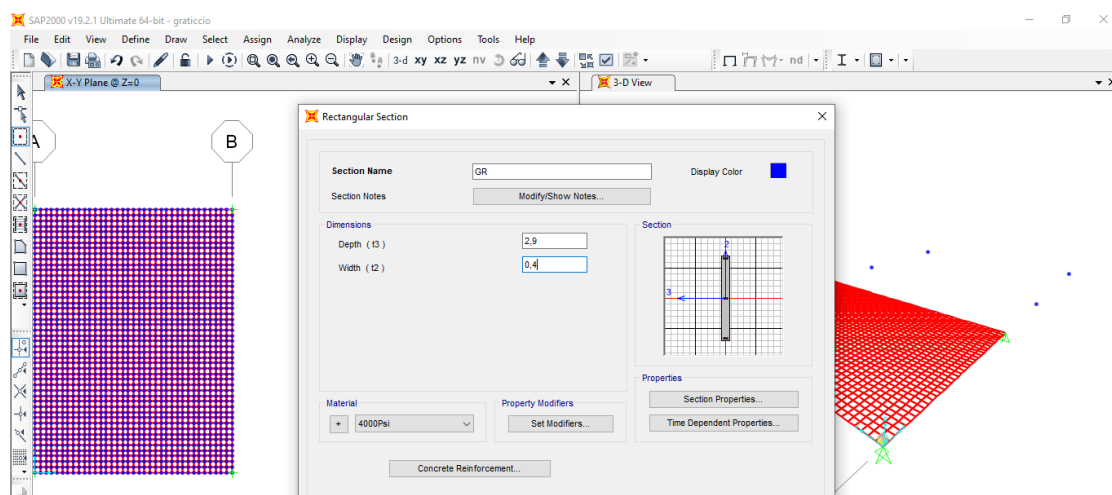 SAP2000 v19.2.1 Ultimate 64-bit - graticcio
File Edit View Define Draw Select Assign Analyze Display Design Options Tools Help
3-d xy xz yz nv
nd
X-Y Plane @ Z=0
3-D View
A
B
Rectangular Section
Section Name
GR
Display Color
Section Notes
Modify/Show Notes...
Dimensions
Depth ( t3 )
2,9
Width ( t2 )
0,4
Section
2
3
Properties
Section Properties...
Time Dependent Properties...
Material
+
4000Psi
Property Modifiers
Set Modifiers...
Concrete Reinforcement...